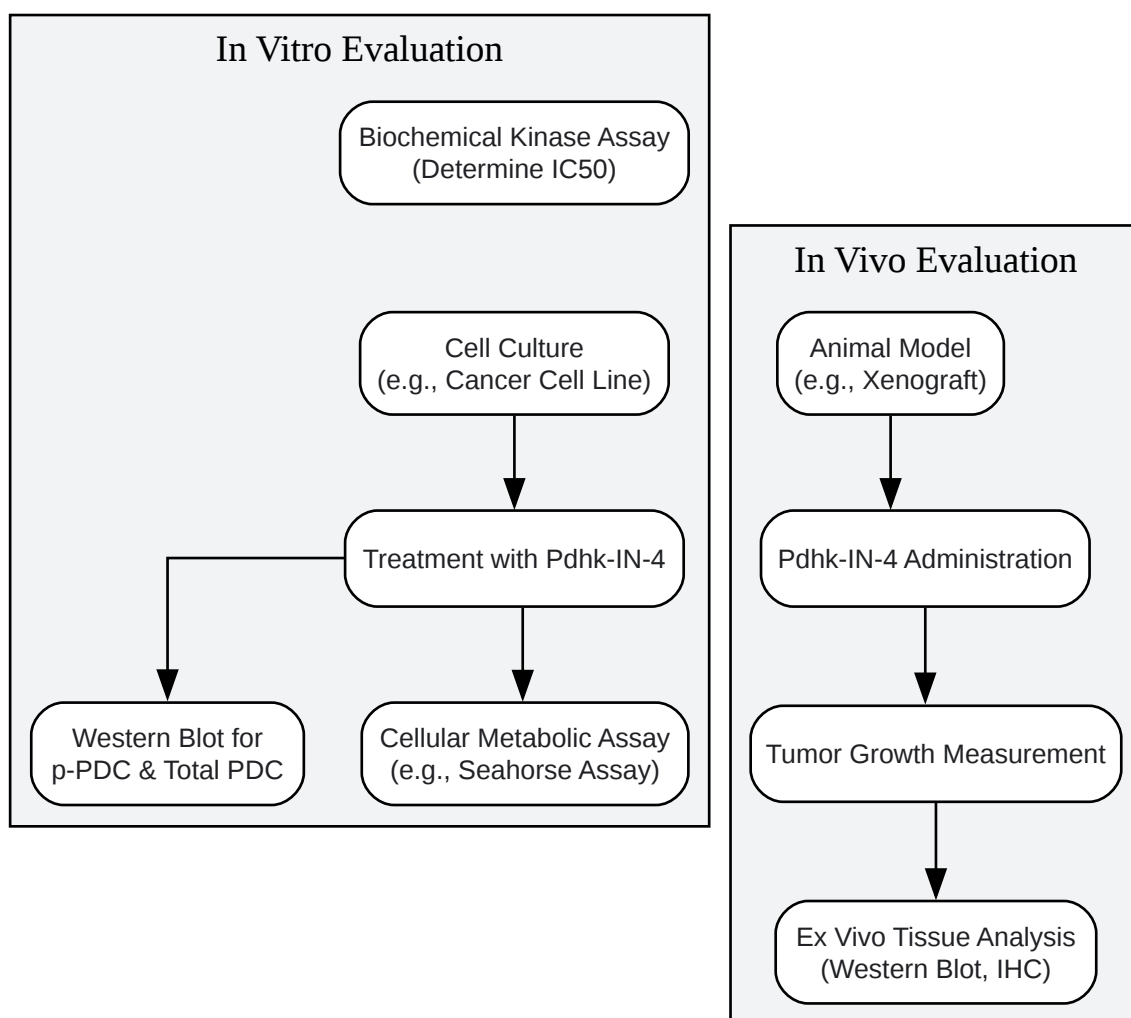 In Vitro Evaluation
Biochemical Kinase Assay
(Determine IC50)
Cell Culture
(e.g., Cancer Cell Line)
Treatment with Pdhk-IN-4
Western Blot for
p-PDC & Total PDC
Cellular Metabolic Assay
(e.g., Seahorse Assay)
In Vivo Evaluation
Animal Model
(e.g., Xenograft)
Pdhk-IN-4 Administration
Tumor Growth Measurement
Ex Vivo Tissue Analysis
(Western Blot, IHC)